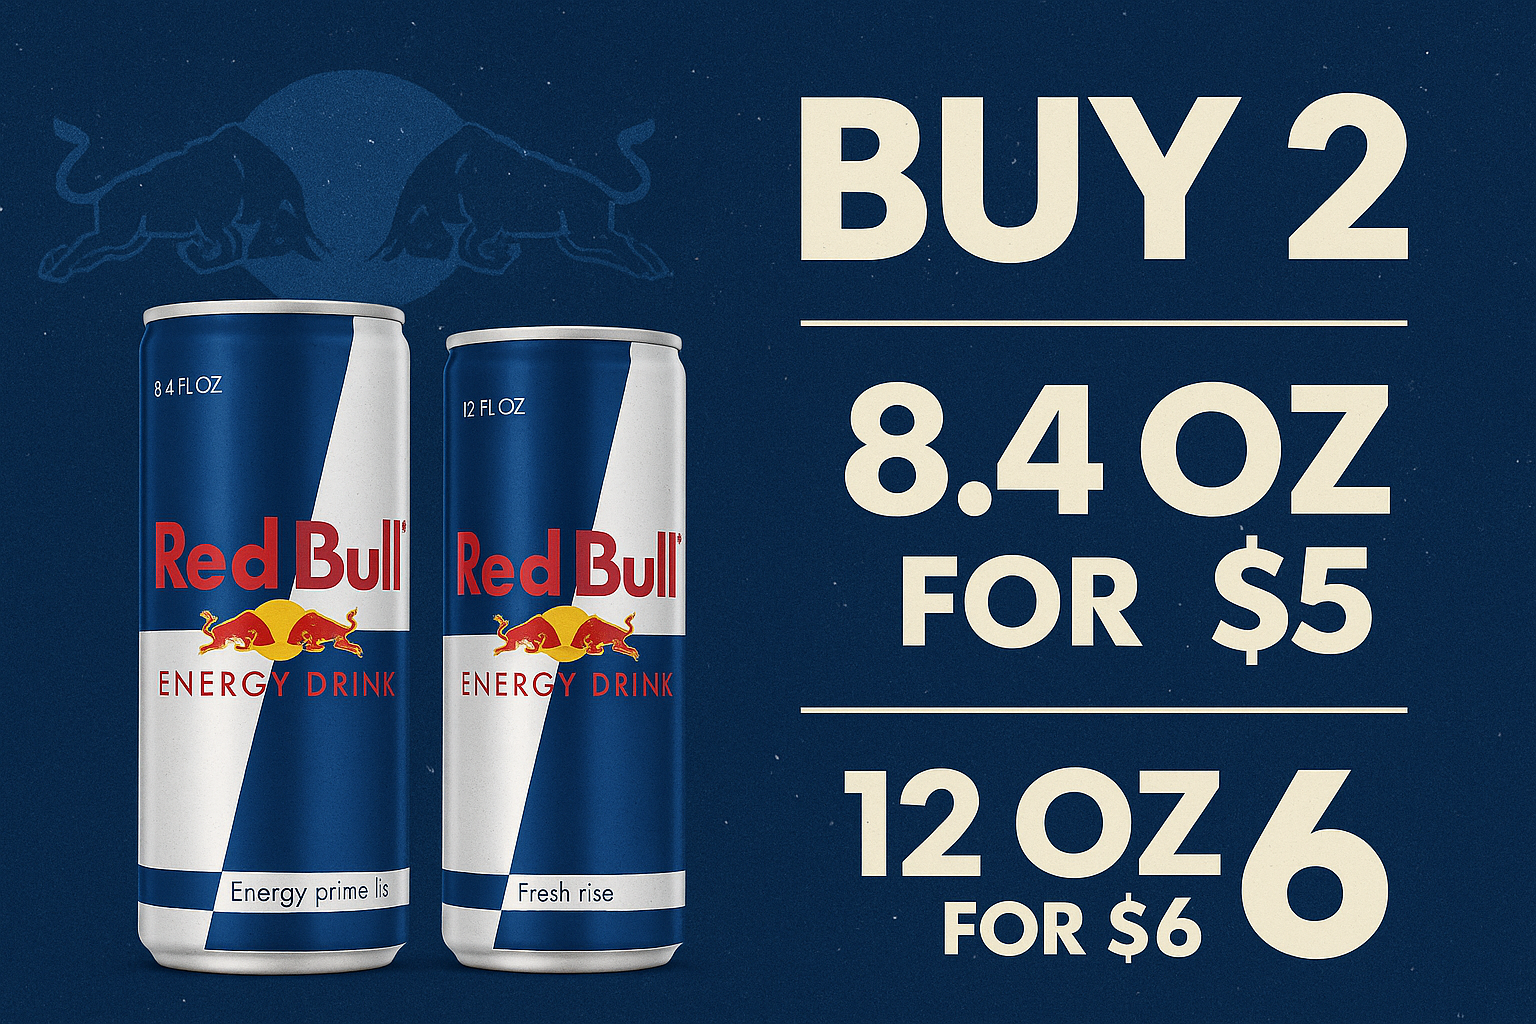 8 4 FL OZ
Red Bull
ENERGY DRINK
Energy prime lis
12 FL OZ
Red Bull
ENERGY DRINK
Fresh rise
BUY 2
8.4 OZ
FOR $5
12 OZ 6
FOR $6